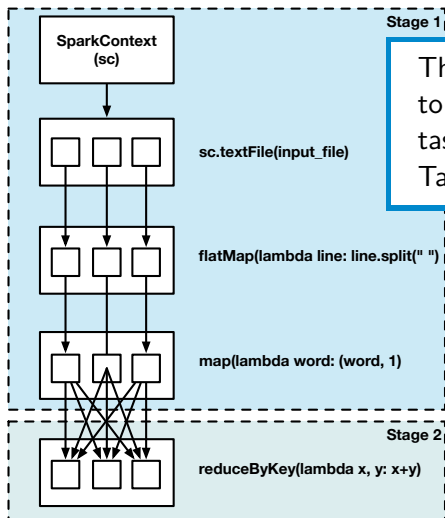 Stage 1
SparkContext
(sc)
to
sc.textFile(input_file)
flatMap(lambda line: line.split(" ")
map(lambda word: (word, 1)
Stage 2
reduceByKey(lambda x, y: x+y)